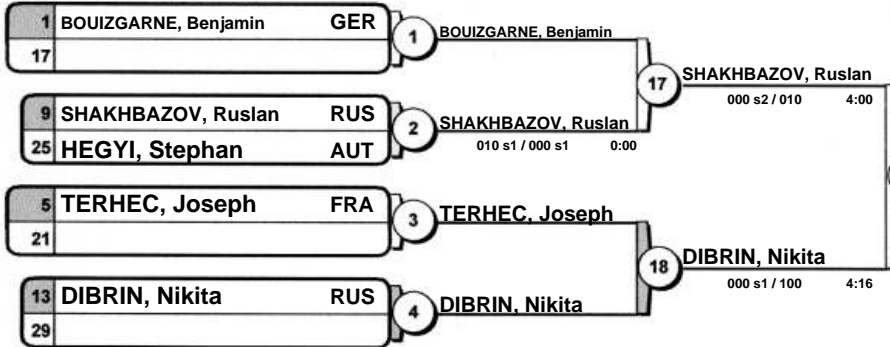 1 BOUIZGARNE, Benjamin GER
17
1
BOUIZGARNE, Benjamin
9 SHAKHBAZOV, Ruslan RUS
25 HEGYI, Stephan AUT
2
SHAKHBAZOV, Ruslan
010 s1 / 000 s1 0:00
17
SHAKHBAZOV, Ruslan
000 s2 / 010 4:00
5 TERHEC, Joseph FRA
21
3
TERHEC, Joseph
13 DIBRIN, Nikita RUS
29
4
DIBRIN, Nikita
18
DIBRIN, Nikita
000 s1 / 100 4:16